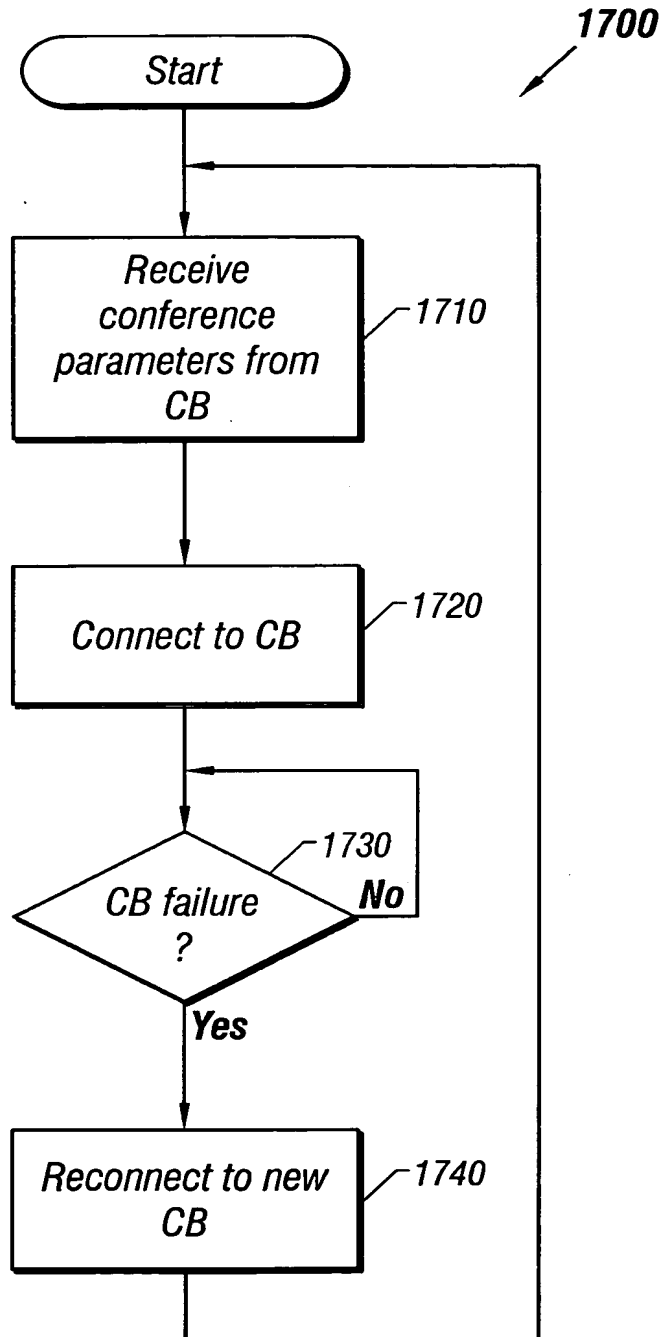 1700
Start
Receive
conference
parameters from
CB
1710
Connect to CB
1720
1730
CB failure
?
No
Yes
Reconnect to new
CB
1740